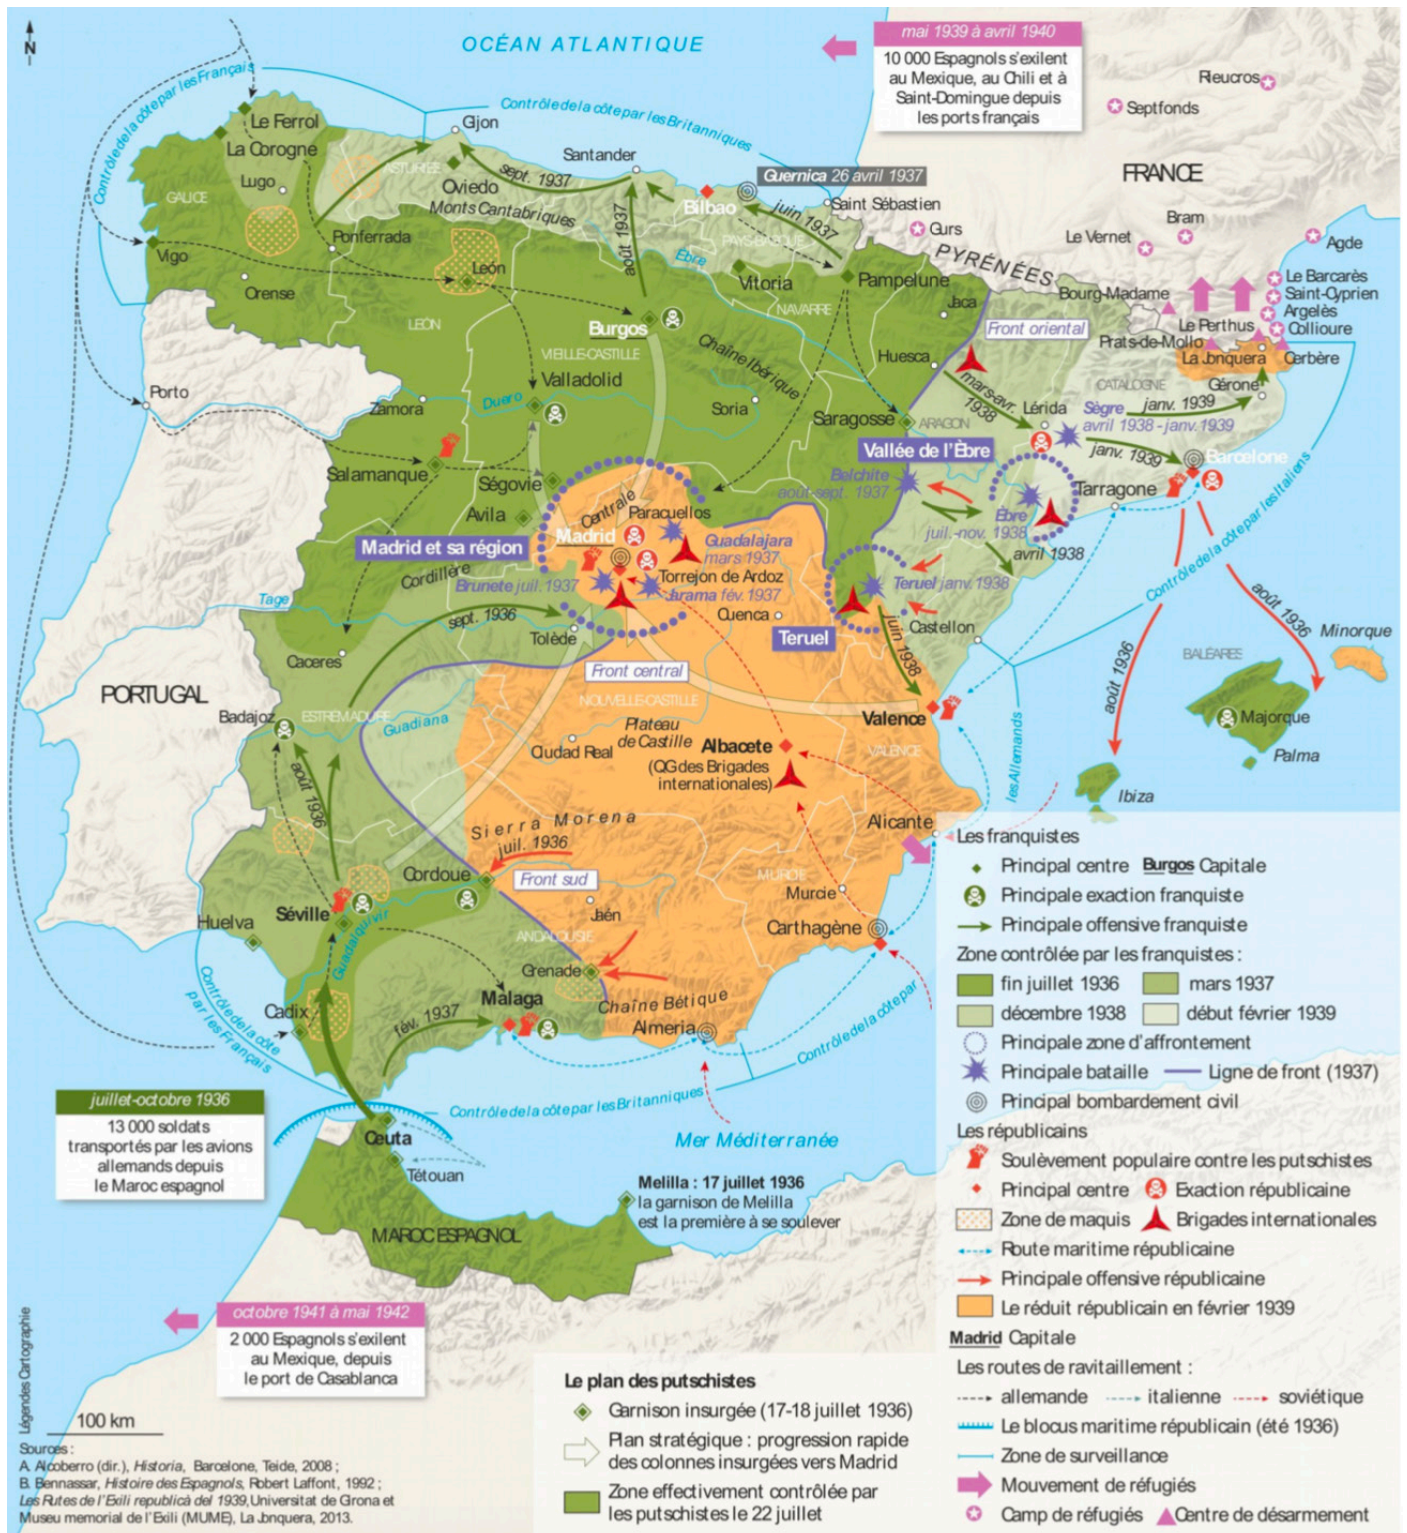 N
OCÉAN ATLANTIQUE
mai 1939 à avril 1940
10 000 Espagnols s'exilent
au Mexique, au Chili et à
Saint-Domingue depuis
les ports français
Rieucros
Septfonds
FRANCE
Contrôle de la côte par les Français
Contrôle de la côte par les Britanniques
Le Ferrol
La Corogne
Lugo
GALICE
Gijon
ASTURIES
Oviedo
Monts Cantabriques
sept. 1937
Santander
Bilbao
Guernica 26 avril 1937
juin 1937
Saint Sébastien
Gurs
PYRÉNÉES
Le Vernet
Bram
Agde
Vigo
Ponferrada
León
Orense
août 1937
Èbre
PAYS-BASQUE
Vitoria
Pampelune
NAVARRE
Jaca
Bourg-Madame
Le Barcarès
Saint-Cyprien
Argelès
Collioure
Le Perthus
Prats-de-Mollo
La Jonquera
Cerbère
LEÓN
Burgos
VIEILLE-CASTILLE
Chaîne Ibérique
Front oriental
Huesca
Valladolid
Duero
Zamora
Soria
Porto
mars-avr.
1938
Lérida
CATALOGNE
Gérone
Sègre
avril 1938 - janv. 1939
janv. 1939
janv. 1939
Saragosse
ARAGON
Barcelone
Vallée de l'Èbre
Belchite
août-sept. 1937
Tarragone
Èbre
juil.-nov. 1938
avril 1938
Salamanque
Ségovie
Avila
Centrale
Paracuellos
Madrid
Madrid et sa région
Guadalajara
mars 1937
Cordillère
Brunete juil. 1937
Torrejon de Ardoz
Jarama fév. 1937
Teruel janv. 1938
Cuenca
Teruel
Castellon
juin 1938
Contrôle de la côte par les Italiens
Tage
sept. 1936
Tolède
Caceres
Front central
PORTUGAL
Badajoz
ESTREMADURE
Guadiana
NOUVELLE-CASTILLE
Plateau
de Castille
Ciudad Real
Albacete
(QG des Brigades
internationales)
Valence
VALENCE
août 1936
août 1936
Minorque
BALÉARES
Majorque
Palma
Ibiza
les Allemands
août 1936
Sierra Morena
juil. 1936
Alicante
Cordoue
Front sud
MURCIE
Murcie
Séville
Huelva
Guadalquivir
Jaén
ANDALOUSIE
Carthagène
Grenade
Chaîne Bétique
Malaga
Cadix
fév. 1937
Almeria
Contrôle de la côte par
Contrôle de la côte
par les Français
Contrôle de la côte par les Britanniques
Mer Méditerranée
juillet-octobre 1936
13 000 soldats
transportés par les avions
allemands depuis
le Maroc espagnol
Ceuta
Tétouan
Melilla : 17 juillet 1936
la garnison de Melilla
est la première à se soulever
MAROC ESPAGNOL
octobre 1941 à mai 1942
2 000 Espagnols s'exilent
au Mexique, depuis
le port de Casablanca
Les franquistes
Principal centre Burgos Capitale
Principale exaction franquiste
Principale offensive franquiste
Zone contrôlée par les franquistes :
fin juillet 1936 mars 1937
décembre 1938 début février 1939
Principale zone d'affrontement
Principale bataille Ligne de front (1937)
Principal bombardement civil
Les républicains
Soulèvement populaire contre les putschistes
Principal centre Exaction républicaine
Zone de maquis Brigades internationales
Route maritime républicaine
Principale offensive républicaine
Le réduit républicain en février 1939
Madrid Capitale
Les routes de ravitaillement :
allemande italienne soviétique
Le blocus maritime républicain (été 1936)
Zone de surveillance
Mouvement de réfugiés
Camp de réfugiés Centre de désarmement
Le plan des putschistes
Garnison insurgée (17-18 juillet 1936)
Plan stratégique : progression rapide
des colonnes insurgées vers Madrid
Zone effectivement contrôlée par
les putschistes le 22 juillet
Légendes Cartographie
100 km
Sources :
A. Alcoberro (dir.), Historia, Barcelone, Teide, 2008 ;
B. Bennassar, Histoire des Espagnols, Robert Laffont, 1992 ;
Les Rutes de l'Exili republicà del 1939, Universitat de Girona et
Museu memorial de l'Exili (MUME), La Jonquera, 2013.